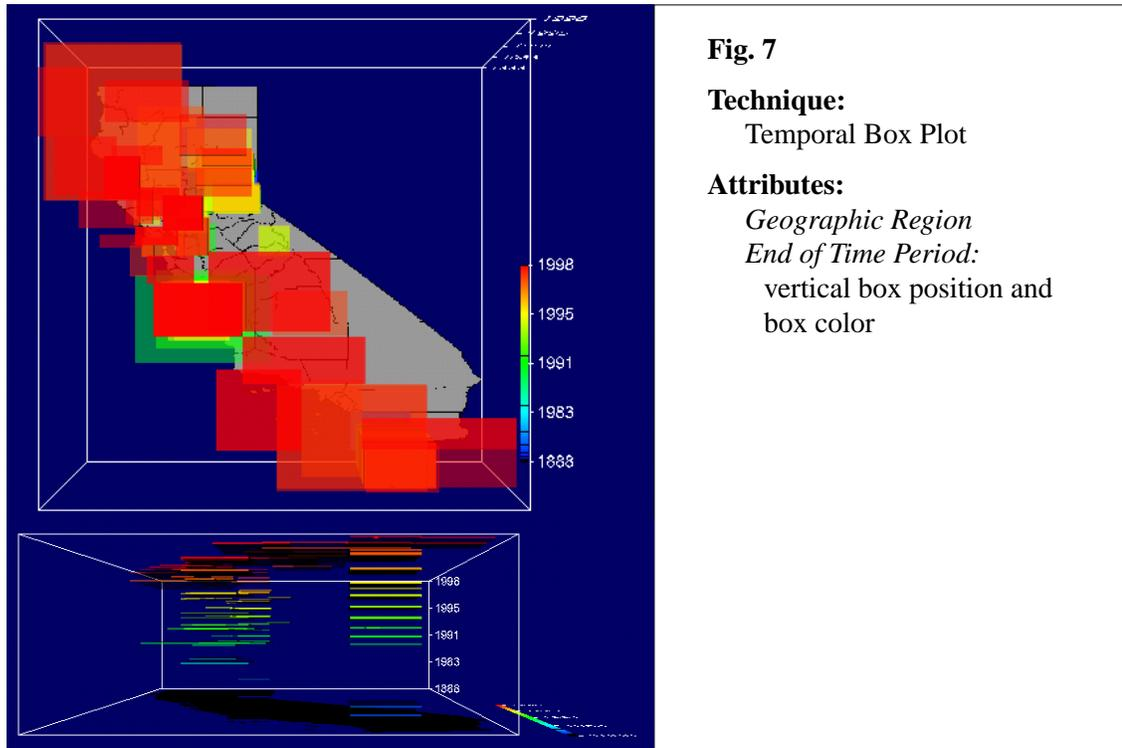 Fig. 7
Technique:
Temporal Box Plot
Attributes:
Geographic Region
End of Time Period:
vertical box position and
box color
1998
1995
1991
1983
1888
1998
1995
1991
1983
1888